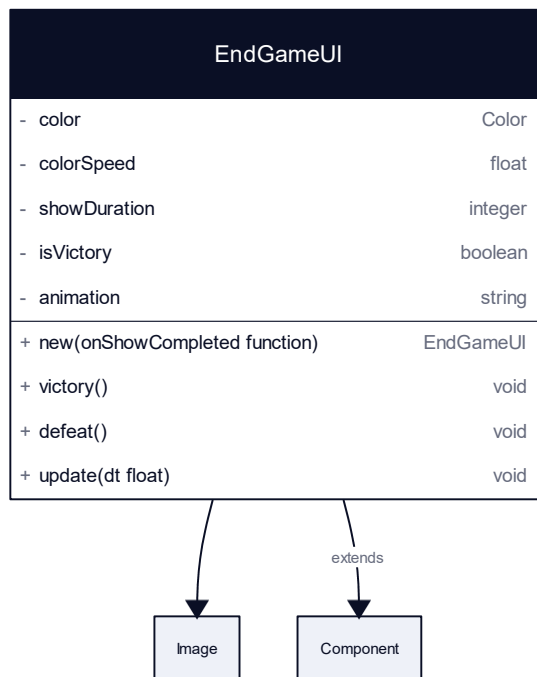 EndGameUI
- color Color
- colorSpeed float
- showDuration integer
- isVictory boolean
- animation string
+ new(onShowCompleted function) EndGameUI
+ victory() void
+ defeat() void
+ update(dt float) void
extends
Image Component